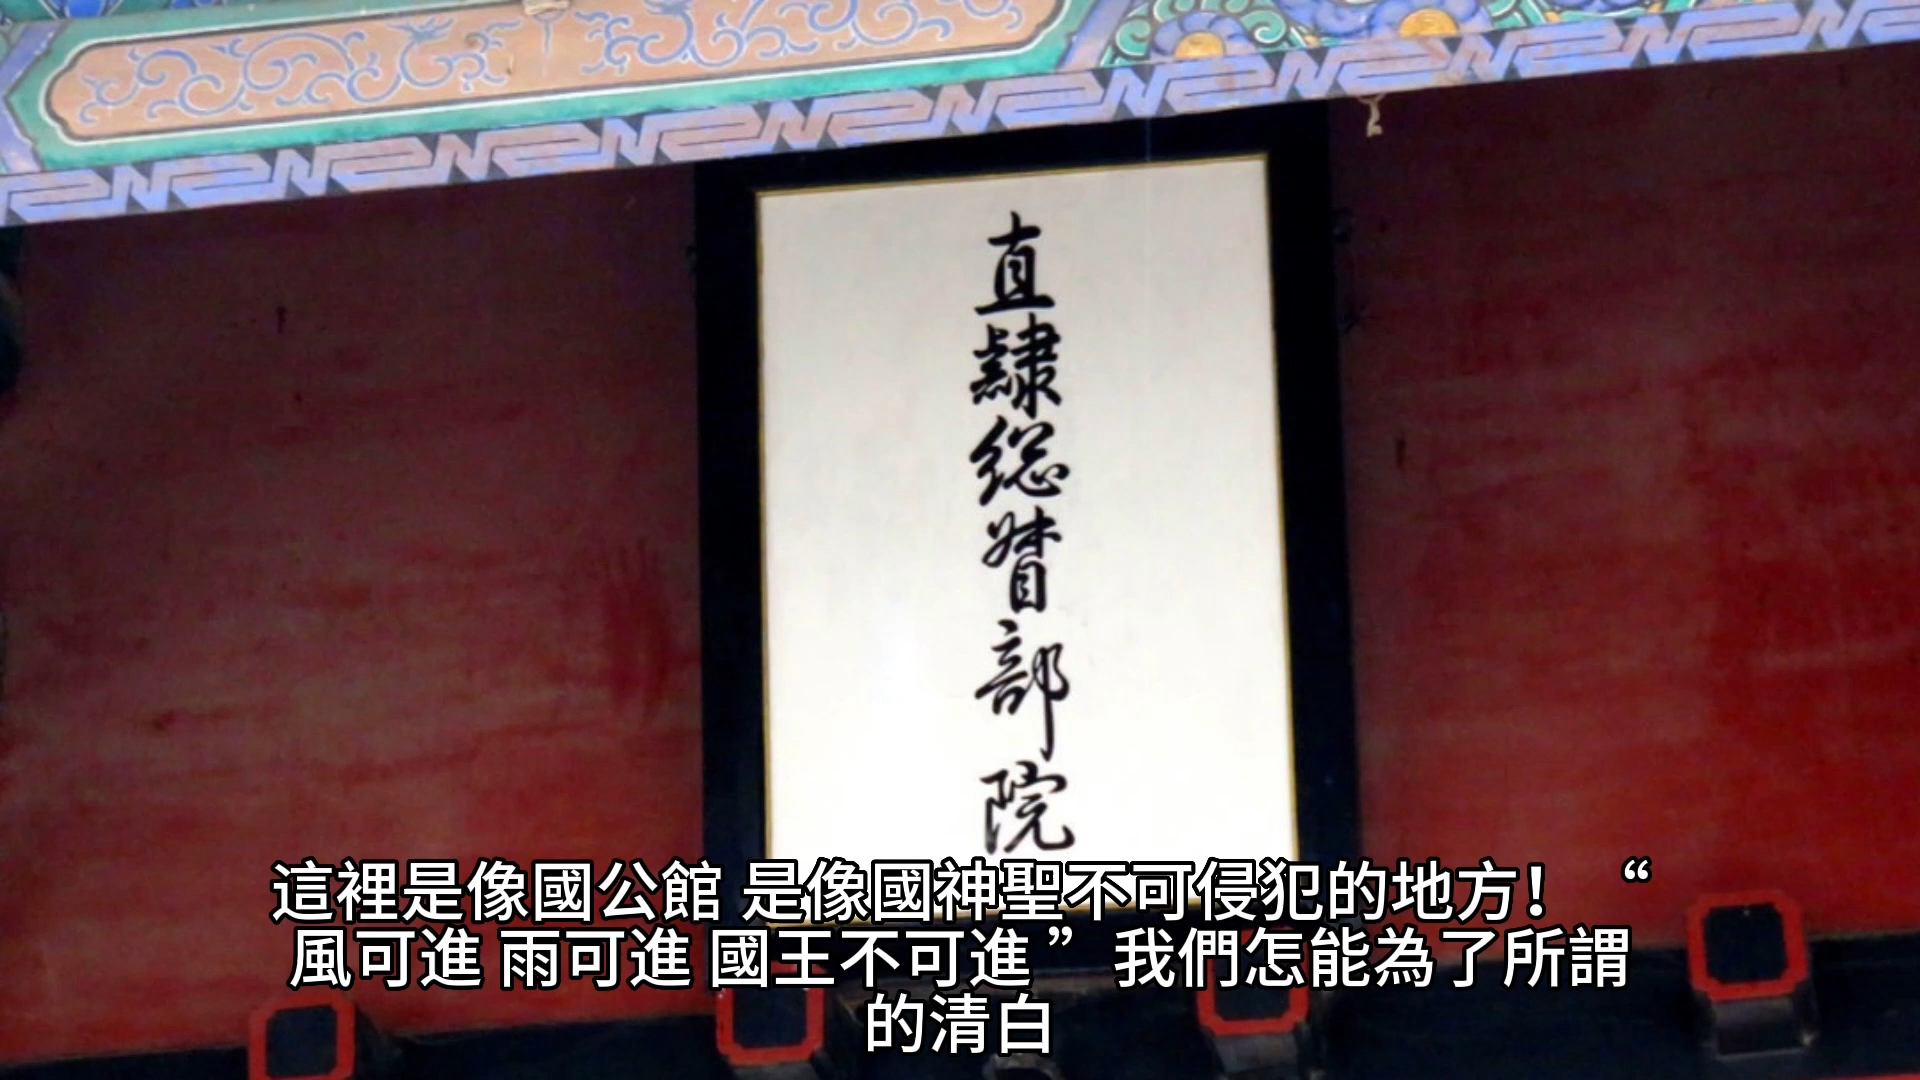 直隸総督部院
這裡是像國公館 是像國神聖不可侵犯的地方！“
風可進 雨可進 國王不可進 ”我們怎能為了所謂
的清白